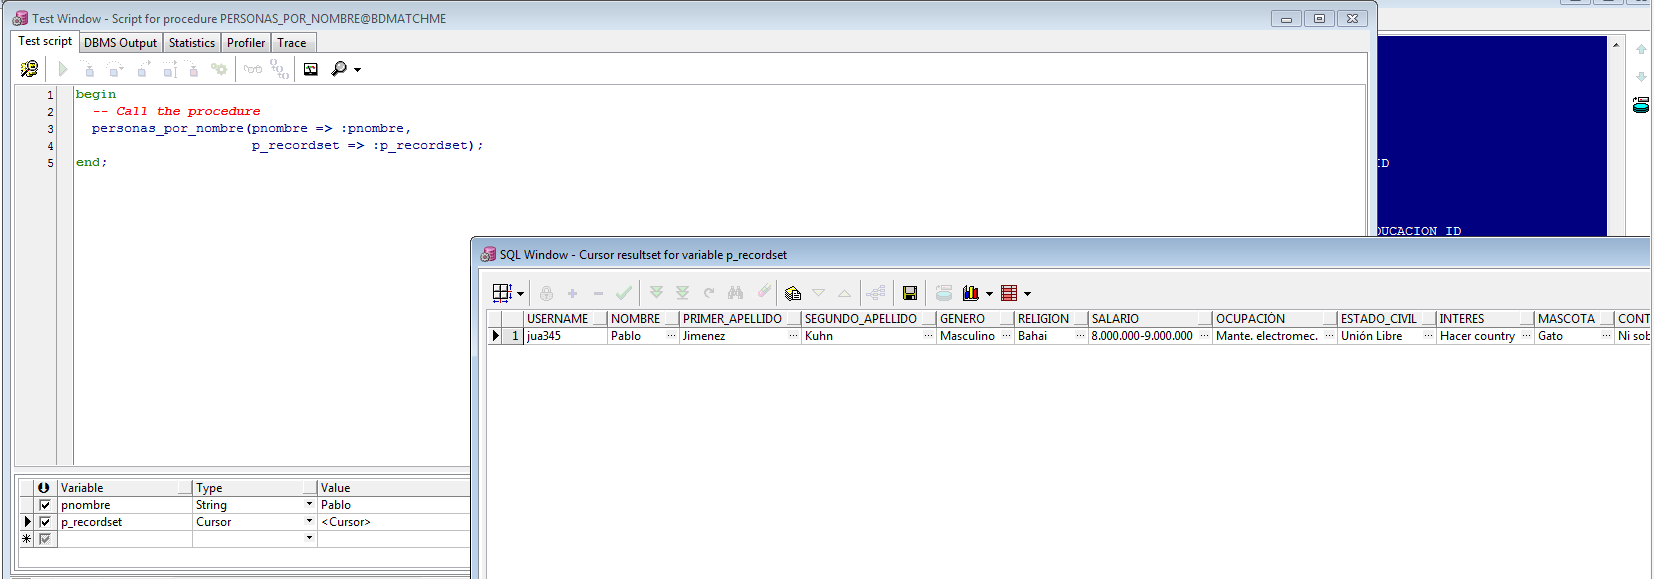 Test Window - Script for procedure PERSONAS_POR_NOMBRE@BDMATCHME
Test script DBMS Output Statistics Profiler Trace
1 begin
2 -- Call the procedure
3 personas_por_nombre(pnombre => :pnombre,
4 p_recordset => :p_recordset);
5 end;
ID
DUCACION ID
SQL Window - Cursor resultset for variable p_recordset
USERNAME NOMBRE PRIMER_APELLIDO SEGUNDO_APELLIDO GENERO RELIGION SALARIO OCUPACIÓN ESTADO_CIVIL INTERES MASCOTA CONT
1 jua345 Pablo Jimenez Kuhn Masculino Bahai 8.000.000-9.000.000 Mante. electromec. Unión Libre Hacer country Gato Ni sob
Variable Type Value
pnombre String Pablo
p_recordset Cursor <Cursor>